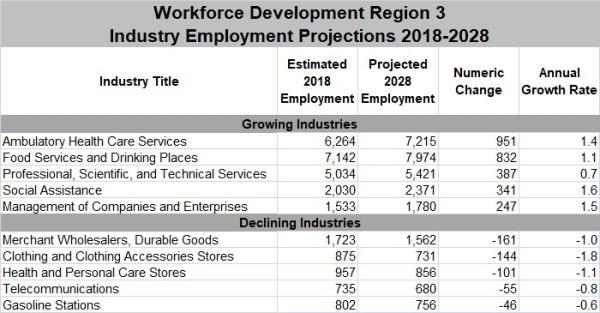 Workforce Development Region 3
Industry Employment Projections 2018-2028
Industry Title Estimated 2018 Employment Projected 2028 Employment Numeric Change Annual Growth Rate
Growing Industries
Ambulatory Health Care Services 6,264 7,215 951 1.4
Food Services and Drinking Places 7,142 7,974 832 1.1
Professional, Scientific, and Technical Services 5,034 5,421 387 0.7
Social Assistance 2,030 2,371 341 1.6
Management of Companies and Enterprises 1,533 1,780 247 1.5
Declining Industries
Merchant Wholesalers, Durable Goods 1,723 1,562 -161 -1.0
Clothing and Clothing Accessories Stores 875 731 -144 -1.8
Health and Personal Care Stores 957 856 -101 -1.1
Telecommunications 735 680 -55 -0.8
Gasoline Stations 802 756 -46 -0.6